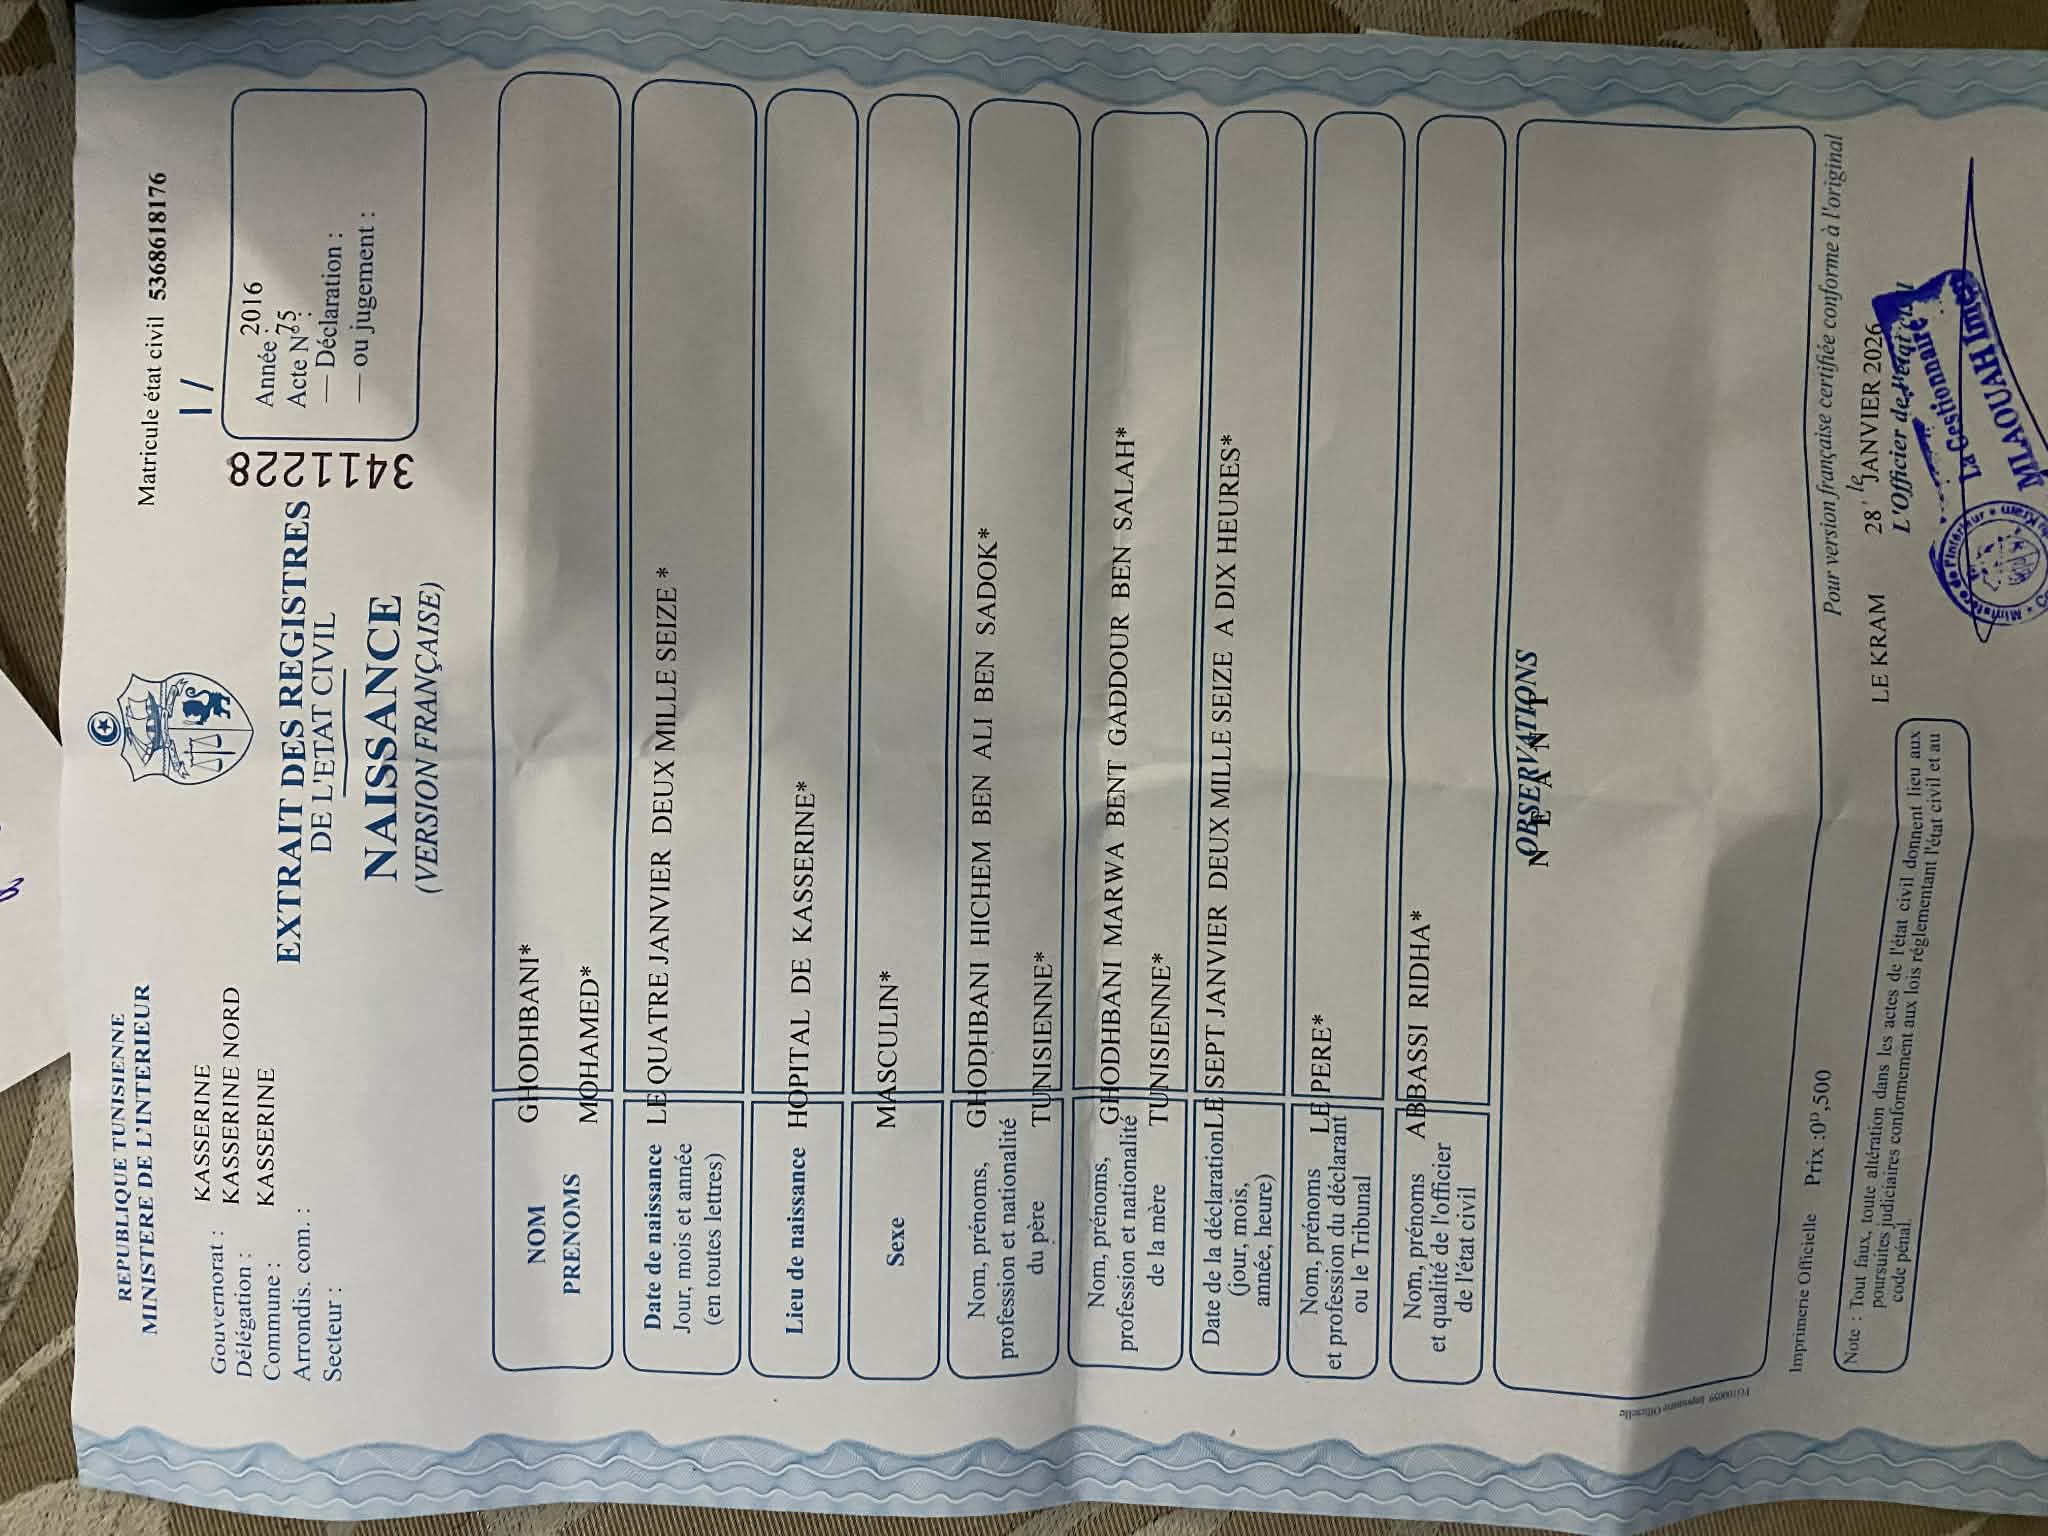 REPUBLIQUE TUNISIENNE
MINISTERE DE L'INTERIEUR
Matricule état civil 5368618176
1/
Gouvernorat : KASSERINE
Délégation : KASSERINE NORD
Commune : KASSERINE
Arrondis. com. :
Secteur :
EXTRAIT DES REGISTRES
DE L'ETAT CIVIL
NAISSANCE
(VERSION FRANÇAISE)
3411228
Année : 2016
Acte N° : 75
— Déclaration :
— ou jugement :
NOM GHODHBANI*
PRENOMS MOHAMED*
Date de naissance LE QUATRE JANVIER DEUX MILLE SEIZE *
Jour, mois et année
(en toutes lettres)
Lieu de naissance HOPITAL DE KASSERINE*
Sexe MASCULIN*
Nom, prénoms, GHODHBANI HICHEM BEN ALI BEN SADOK*
profession et nationalité
du père TUNISIENNE*
Nom, prénoms, GHODHBANI MARWA BENT GADDOUR BEN SALAH*
profession et nationalité
de la mère TUNISIENNE*
Date de la déclaration LE SEPT JANVIER DEUX MILLE SEIZE A DIX HEURES*
(jour, mois,
année, heure)
Nom, prénoms LE PERE*
et profession du déclarant
ou le Tribunal
Nom, prénoms ABBASSI RIDHA*
et qualité de l'officier
de l'état civil
OBSERVATIONS
N E A N T
Imprimerie Officielle Prix : 0ᴰ,500
Pour version française certifiée conforme à l'original
LE KRAM 28 , le JANVIER 2026
L'Officier de l'état civil
La Gestionnaire
MLAOUAH Imen
Ministère de l'Intérieur
Note : Tout faux, toute altération dans les actes de l'état civil donnent lieu aux
poursuites judiciaires conformement aux lois réglementant l'état civil et au
code pénal.
Imprimerie Officielle